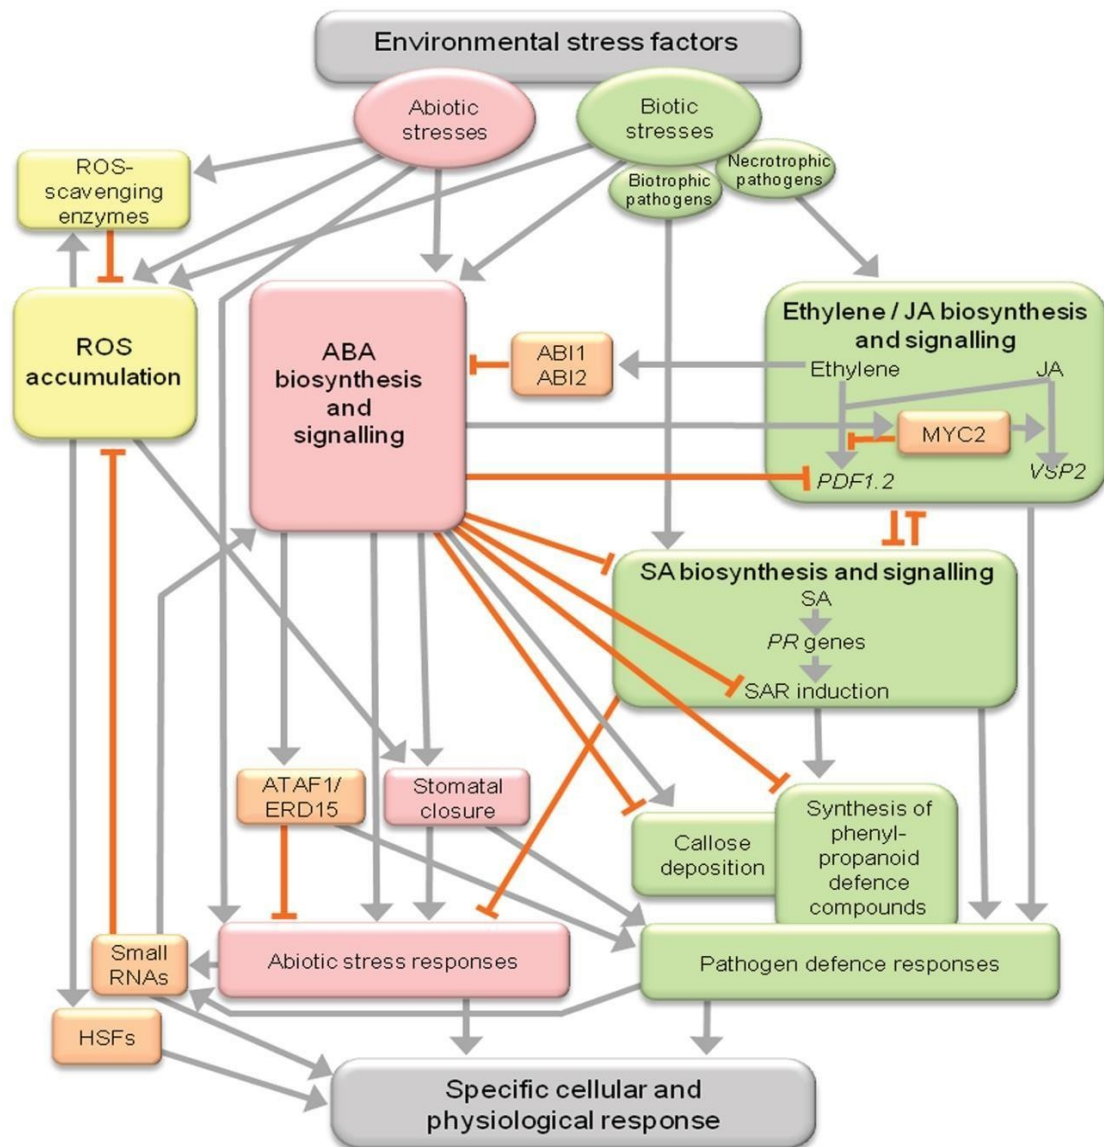 Environmental stress factors
Abiotic
stresses
Biotic
stresses
ROS-
scavenging
enzymes
Biotrophic
pathogens
Necrotrophic
pathogens
ROS
accumulation
ABA
biosynthesis
and
signalling
ABI1
ABI2
Ethylene / JA biosynthesis
and signalling
Ethylene
JA
MYC2
PDF1.2
VSP2
SA biosynthesis and signalling
SA
PR genes
SAR induction
ATAF1/
ERD15
Stomatal
closure
Callose
deposition
Synthesis of
phenyl-
propanoid
defence
compounds
Small
RNAs
Abiotic stress responses
Pathogen defence responses
HSFs
Specific cellular and
physiological response